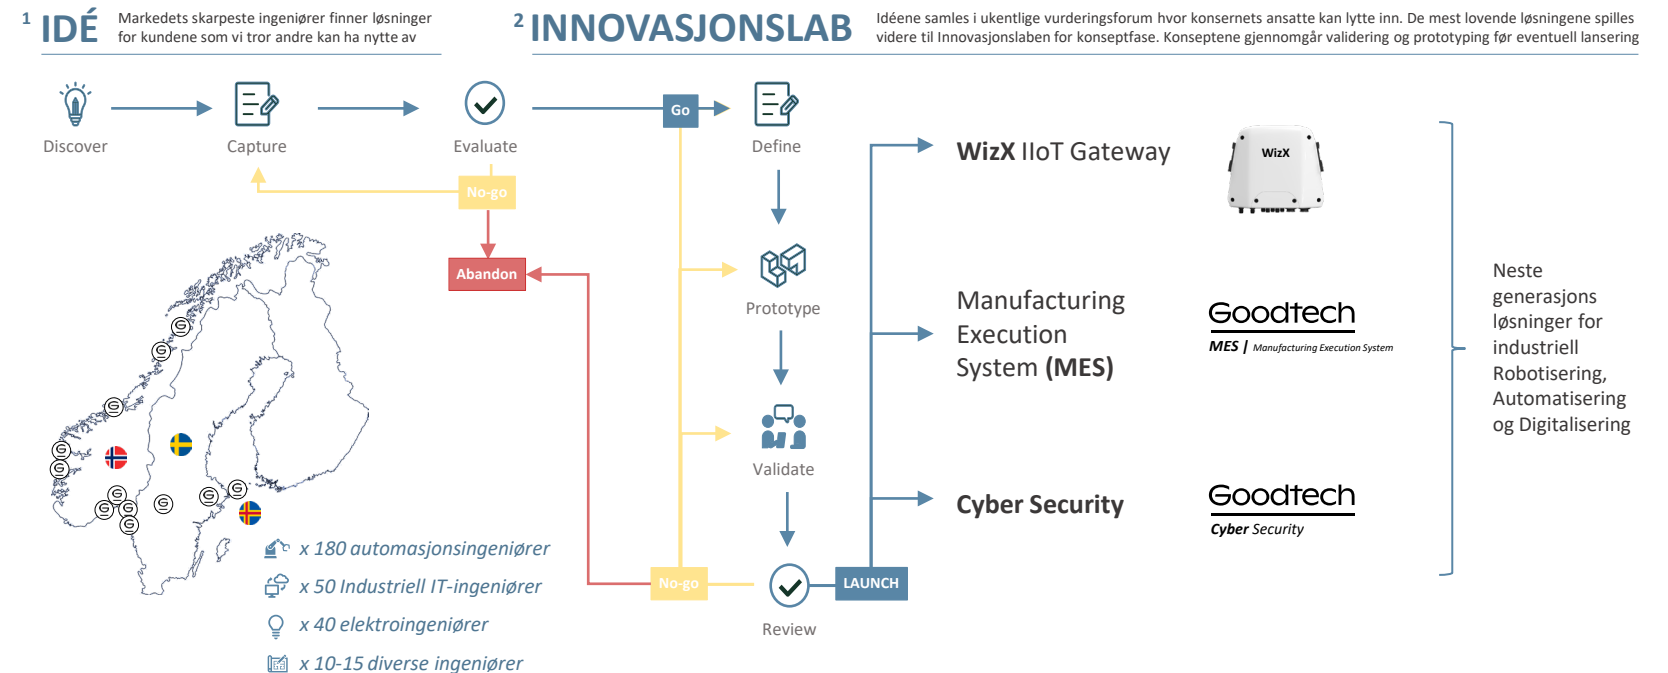 1 IDÉ
Markedets skarpeste ingeniører finner løsninger
for kundene som vi tror andre kan ha nytte av
2 INNOVASJONSLAB
Idéene samles i ukentlige vurderingsforum hvor konsernets ansatte kan lytte inn. De mest lovende løsningene spilles
videre til Innovasjonslaben for konseptfase. Konseptene gjennomgår validering og prototyping før eventuell lansering
Discover
Capture
Evaluate
Go
Define
No-go
Abandon
Prototype
Validate
No-go
Review
LAUNCH
x 180 automasjonsingeniører
x 50 Industriell IT-ingeniører
x 40 elektroingeniører
x 10-15 diverse ingeniører
WizX IIoT Gateway
WizX
Manufacturing
Execution
System (MES)
Goodtech
MES | Manufacturing Execution System
Cyber Security
Goodtech
Cyber Security
Neste
generasjons
løsninger for
industriell
Robotisering,
Automatisering
og Digitalisering